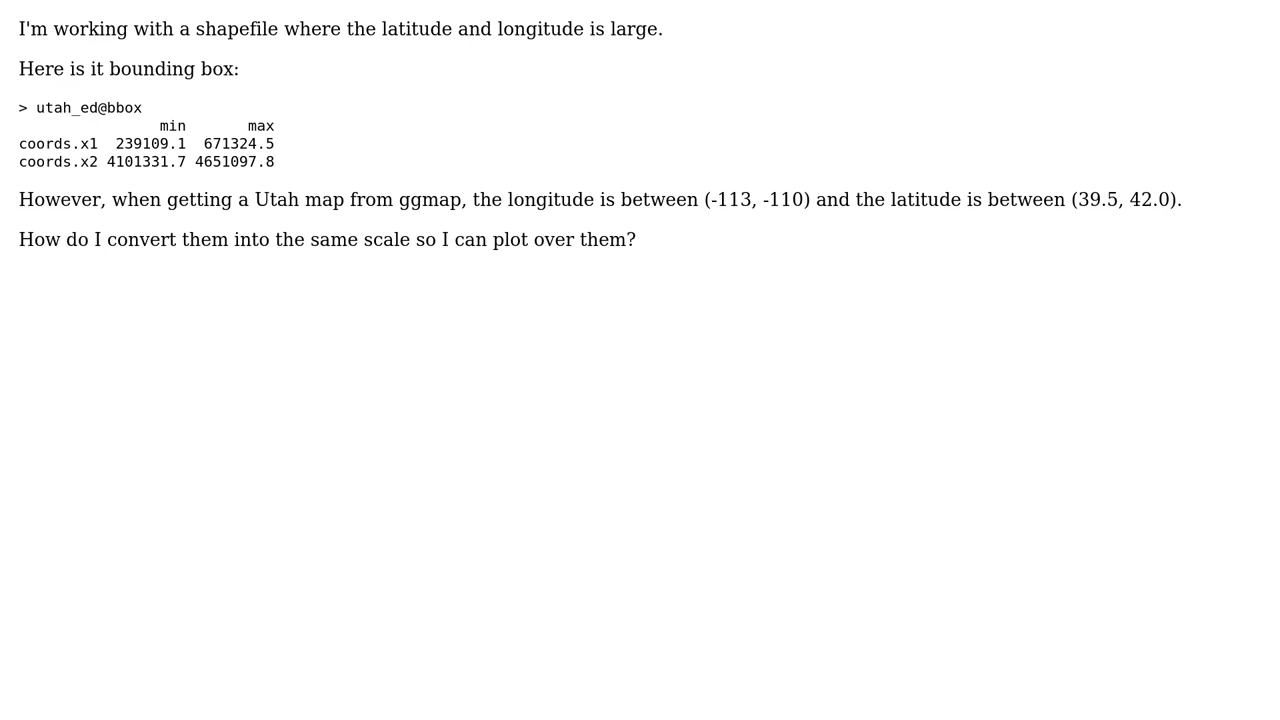 I'm working with a shapefile where the latitude and longitude is large.
Here is it bounding box:
> utah_ed@bbox
                min       max
coords.x1  239109.1  671324.5
coords.x2 4101331.7 4651097.8
However, when getting a Utah map from ggmap, the longitude is between (-113, -110) and the latitude is between (39.5, 42.0).
How do I convert them into the same scale so I can plot over them?